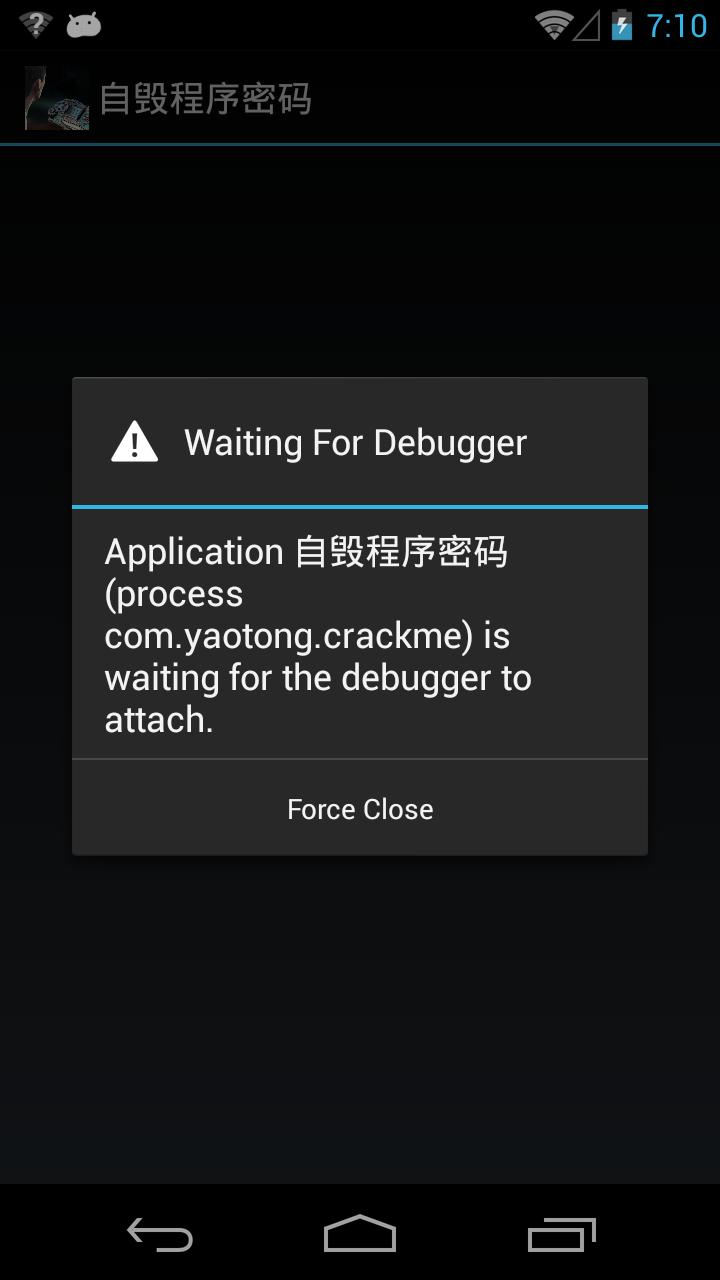 7:10
自毁程序密码
Waiting For Debugger
Application 自毁程序密码
(process
com.yaotong.crackme) is
waiting for the debugger to
attach.
Force Close